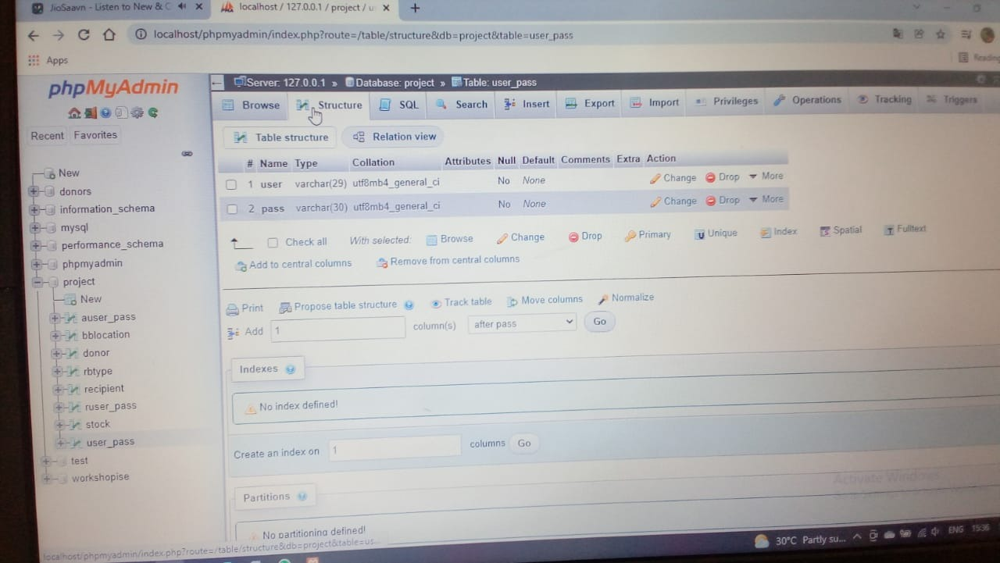 JioSaavn - Listen to New & O
localhost / 127.0.0.1 / project / u
localhost/phpmyadmin/index.php?route=/table/structure&db=project&table=user_pass
Apps
Reading
phpMyAdmin
Server: 127.0.0.1 » Database: project » Table: user_pass
Browse Structure SQL Search Insert Export Import Privileges Operations Tracking Triggers
Recent Favorites
Table structure Relation view
# Name Type Collation Attributes Null Default Comments Extra Action
1 user varchar(29) utf8mb4_general_ci No None Change Drop More
2 pass varchar(30) utf8mb4_general_ci No None Change Drop More
Check all With selected: Browse Change Drop Primary Unique Index Spatial Fulltext
Add to central columns Remove from central columns
Print Propose table structure Track table Move columns Normalize
Add 1 column(s) after pass Go
Indexes
No index defined!
Create an index on 1 columns Go
Partitions
No partitioning defined!
New
donors
information_schema
mysql
performance_schema
phpmyadmin
project
New
auser_pass
bblocation
donor
rbtype
recipient
ruser_pass
stock
user_pass
test
workshopise
Activate Windows
localhost/phpmyadmin/index.php?route=/table/structure&db=project&table=us...
30°C Partly su... ENG 15:36